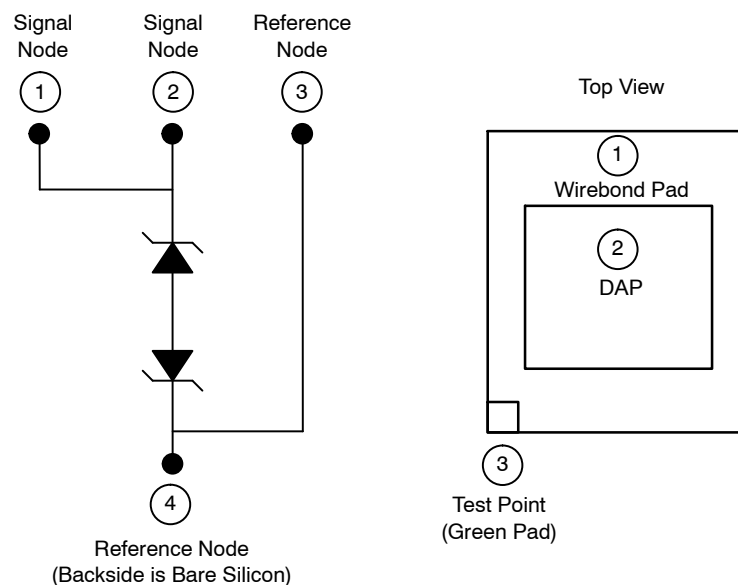 Signal
Node
Signal
Node
Reference
Node
1
2
3
4
Reference Node
(Backside is Bare Silicon)
Top View
1
Wirebond Pad
2
DAP
3
Test Point
(Green Pad)